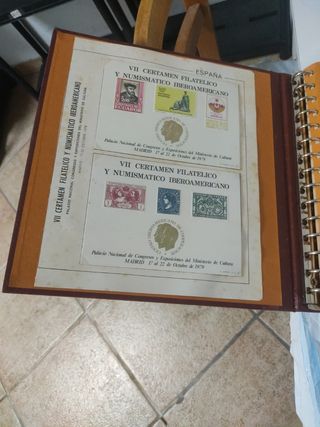 ESPAÑA
VII CERTAMEN FILATELICO Y NUMISMATICO IBEROAMERICANO
VII CERTAMEN FILATELICO
Y NUMISMATICO IBEROAMERICANO
ECUADOR
Palacio Nacional de Congresos y Exposiciones del Ministerio de Cultura
MADRID - 17 al 22 de Octubre de 1979
VII CERTAMEN FILATELICO
Y NUMISMATICO IBEROAMERICANO
Palacio Nacional de Congresos y Exposiciones del Ministerio de Cultura
MADRID - 17 al 22 de Octubre de 1979